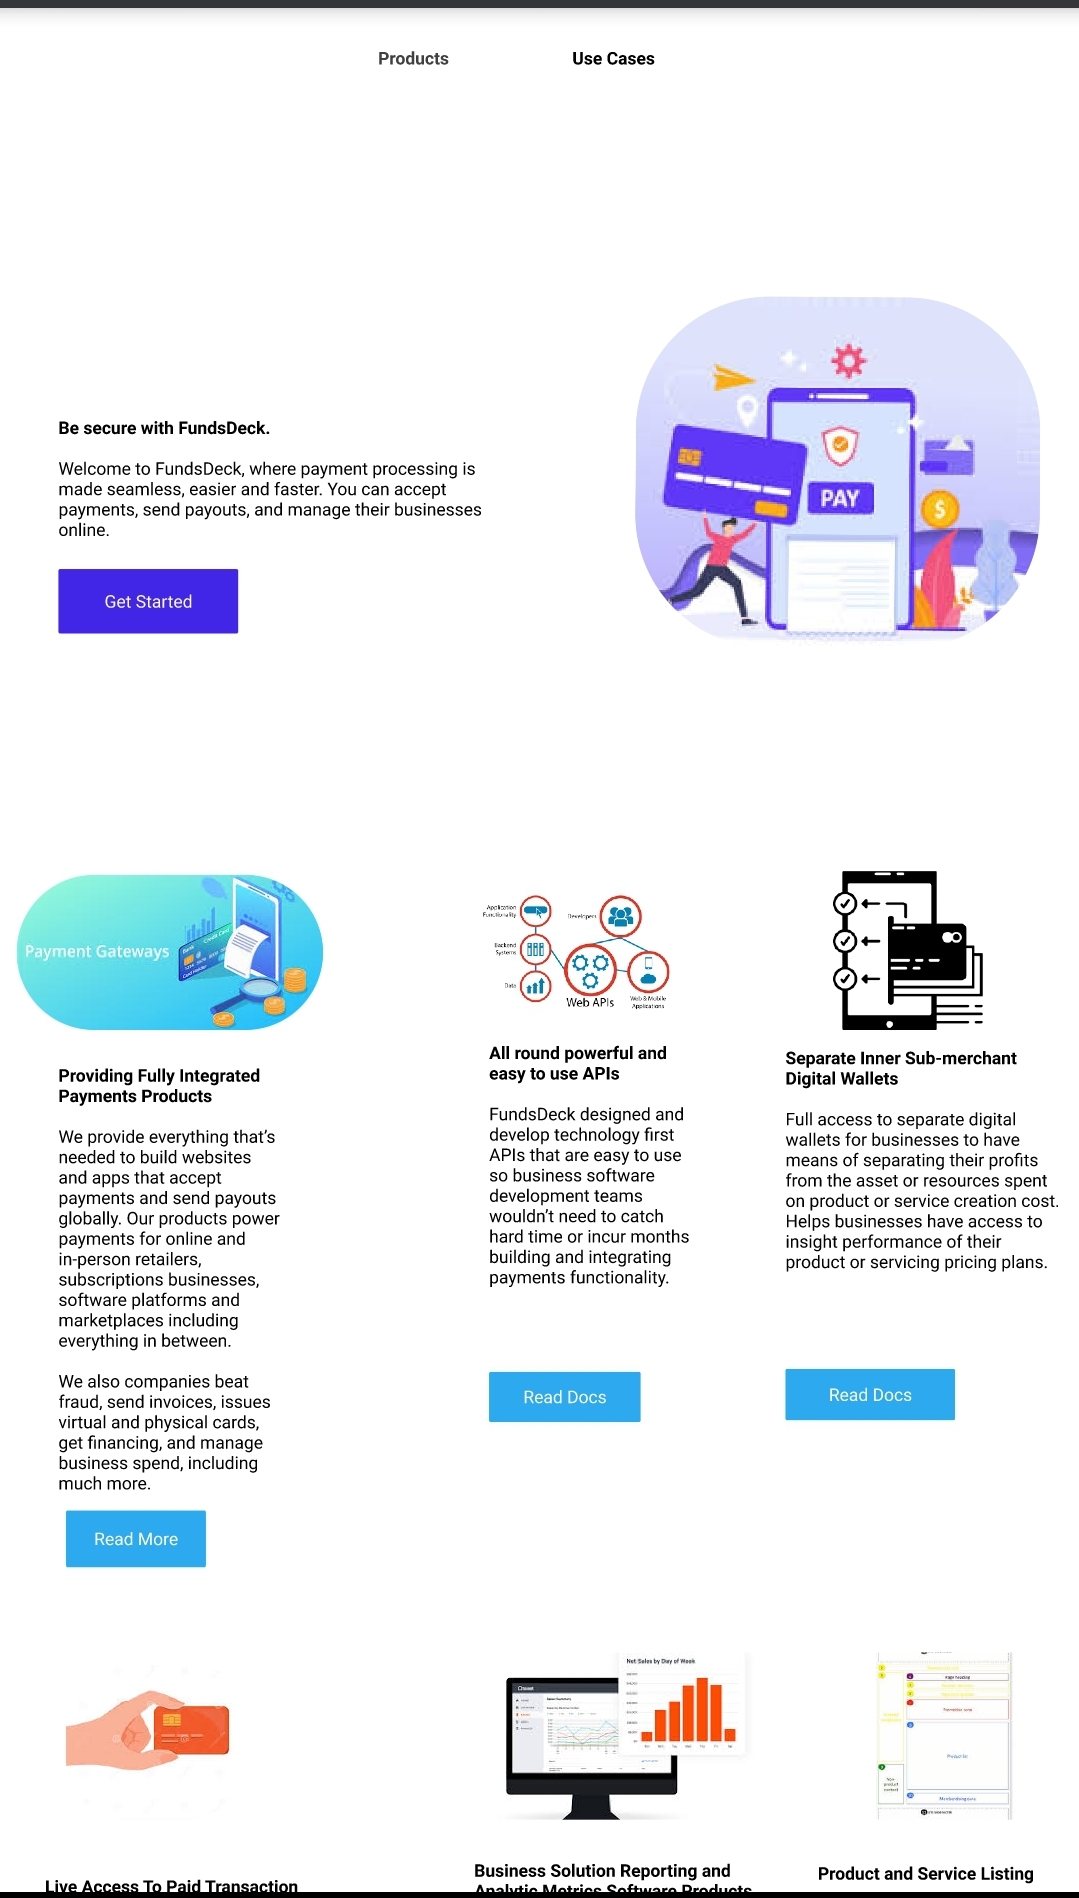 Products
Use Cases
PAY
Be secure with FundsDeck.
Welcome to FundsDeck, where payment processing is
made seamless, easier and faster. You can accept
payments, send payouts, and manage their businesses
online.
Get Started
Payment Gateways
Providing Fully Integrated
Payments Products
We provide everything that’s
needed to build websites
and apps that accept
payments and send payouts
globally. Our products power
payments for online and
in-person retailers,
subscriptions businesses,
software platforms and
marketplaces including
everything in between.
We also companies beat
fraud, send invoices, issues
virtual and physical cards,
get financing, and manage
business spend, including
much more.
Read More
Application
Functionality
Developers
Backend
Systems
Data
Web APIs
Web & Mobile
Applications
All round powerful and
easy to use APIs
FundsDeck designed and
develop technology first
APIs that are easy to use
so business software
development teams
wouldn’t need to catch
hard time or incur months
building and integrating
payments functionality.
Read Docs
Separate Inner Sub-merchant
Digital Wallets
Full access to separate digital
wallets for businesses to have
means of separating their profits
from the asset or resources spent
on product or service creation cost.
Helps businesses have access to
insight performance of their
product or servicing pricing plans.
Read Docs
Live Access To Paid Transaction
Net Sales by Day of Week
Business Solution Reporting and
Analytic Metrics Software Products
Page heading
Product list
Product and Service Listing